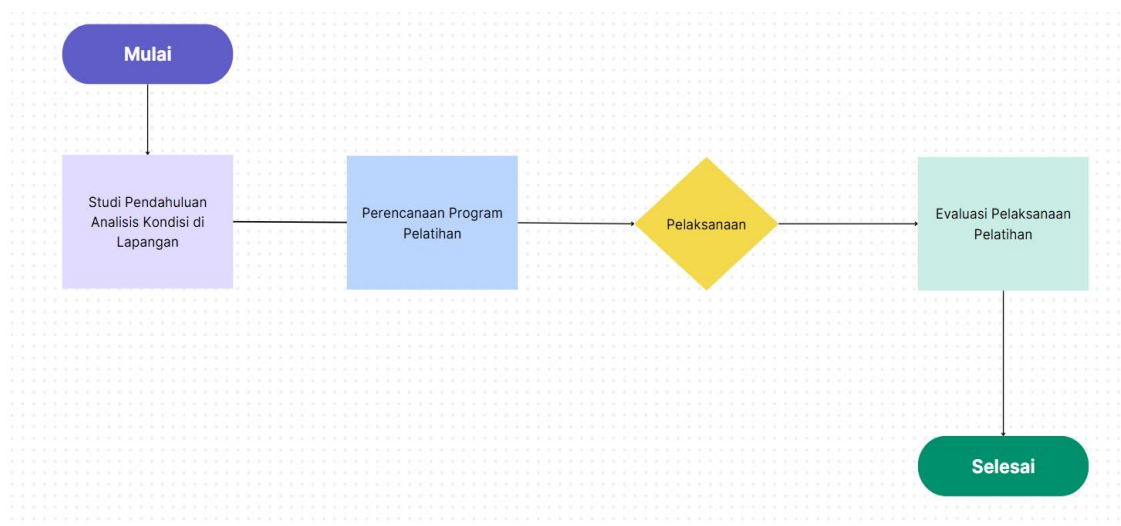 Mulai
Studi Pendahuluan
Analisis Kondisi di
Lapangan
Perencanaan Program
Pelatihan
Pelaksanaan
Evaluasi Pelaksanaan
Pelatihan
Selesai